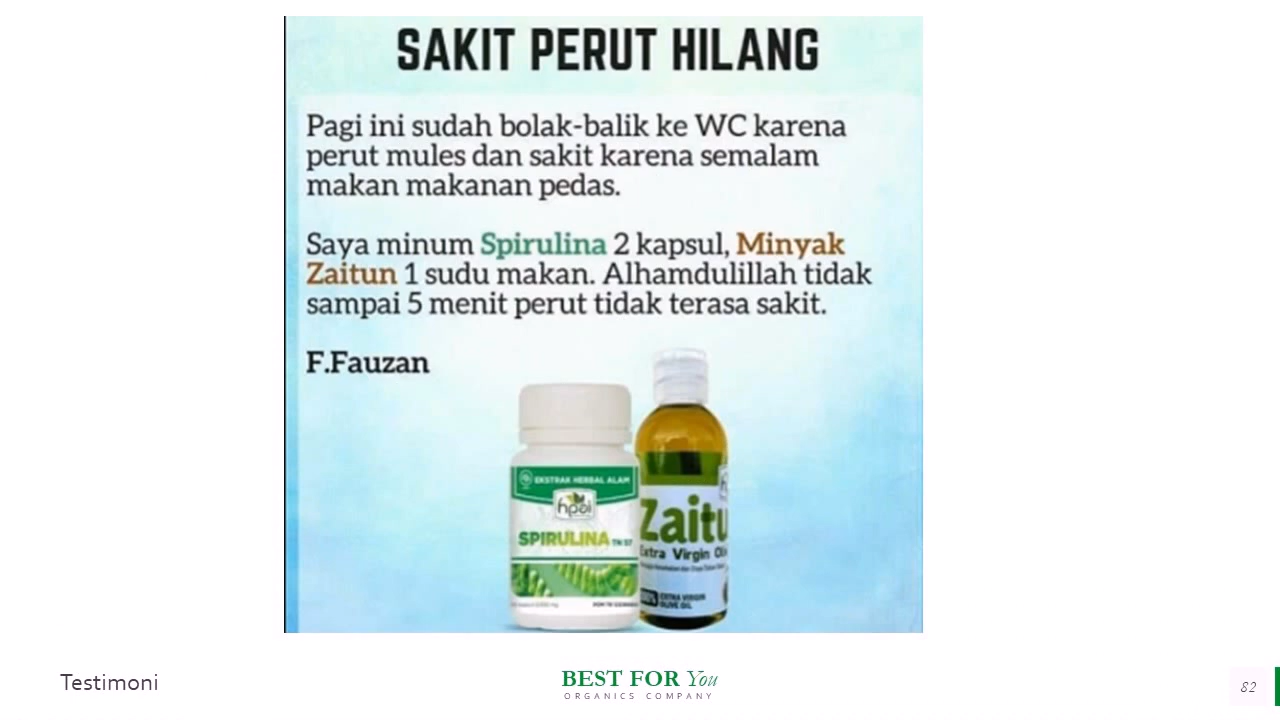 SAKIT PERUT HILANG
Pagi ini sudah bolak-balik ke WC karena
perut mules dan sakit karena semalam
makan makanan pedas.
Saya minum Spirulina 2 kapsul, Minyak
Zaitun 1 sudu makan. Alhamdulillah tidak
sampai 5 menit perut tidak terasa sakit.
F.Fauzan
EKSTRAK HERBAL ALAM
hpai
SPIRULINA
Zaitu
Extra Virgin
EXTRA VIRGIN
OLIVE OIL
Testimoni
BEST FOR You
ORGANICS COMPANY
82